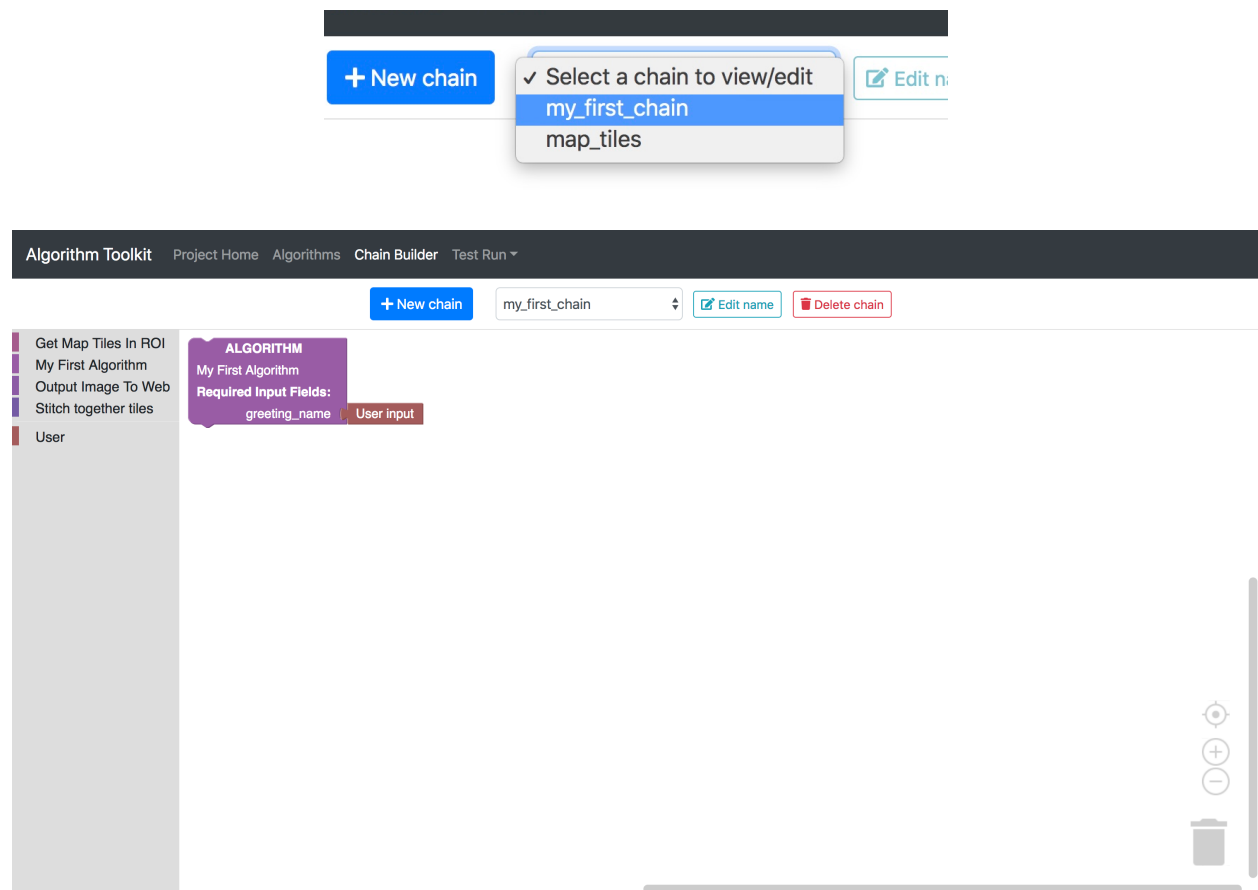 New chain
✓ Select a chain to view/edit
Edit
my_first_chain
map_tiles
Algorithm Toolkit Project Home Algorithms Chain Builder Test Run
New chain my_first_chain Edit name Delete chain
Get Map Tiles In ROI
My First Algorithm
Output Image To Web
Stitch together tiles
User
ALGORITHM
My First Algorithm
Required Input Fields:
greeting_name User input